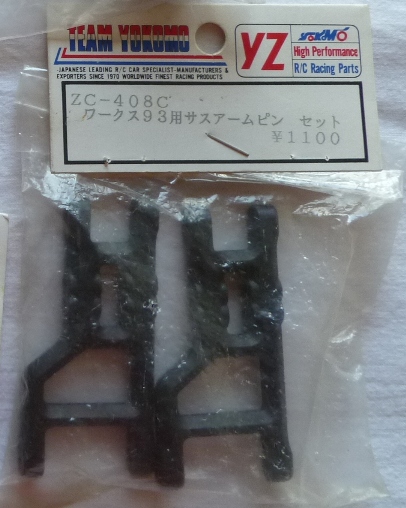 TEAM YOKOMO
JAPANESE LEADING R/C CAR SPECIALIST-MANUFACTURERS &
EXPORTERS SINCE 1970 WORLDWIDE FINEST RACING PRODUCTS
YZ
YOKOMO
High Performance
R/C Racing Parts
ZC-408C
ワークス93用サスアームピン セット
¥1100